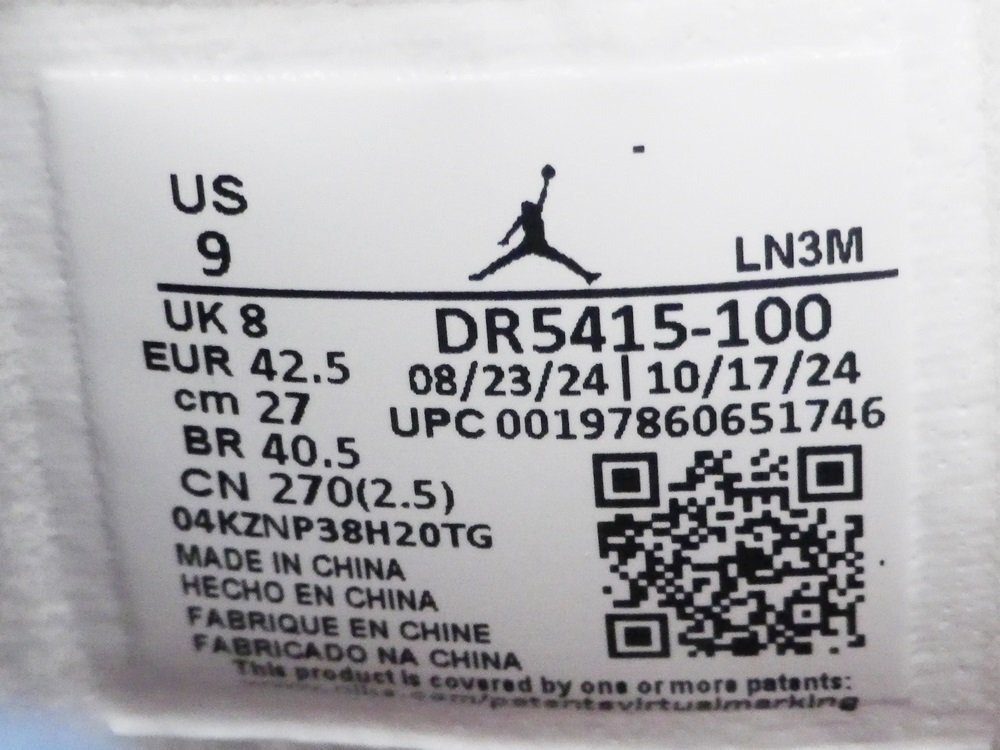 US
9
LN3M
UK 8
EUR 42.5
cm 27
BR 40.5
CN 270(2.5)
04KZNP38H20TG
MADE IN CHINA
HECHO EN CHINA
FABRIQUE EN CHINE
FABRICADO NA CHINA
DR5415-100
08/23/24 | 10/17/24
UPC 00197860651746
This product is covered by one or more patents: